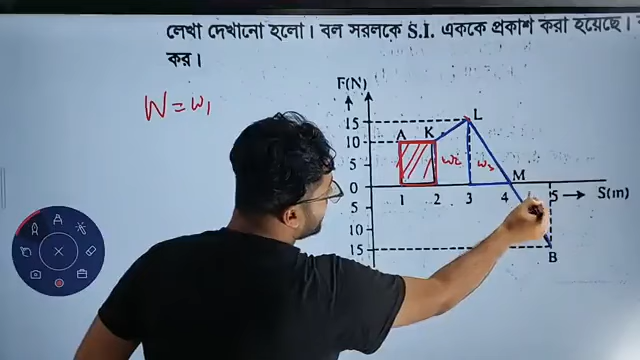 লেখা দেখানো হলো। বল সরলকে S.I. এককে প্রকাশ করা হয়েছে।
কর।
W = w₁
F(N)
15
10
5
0
5
10
15
A
K
L
M
B
w₂
w₃
1
2
3
4
5
S(m)